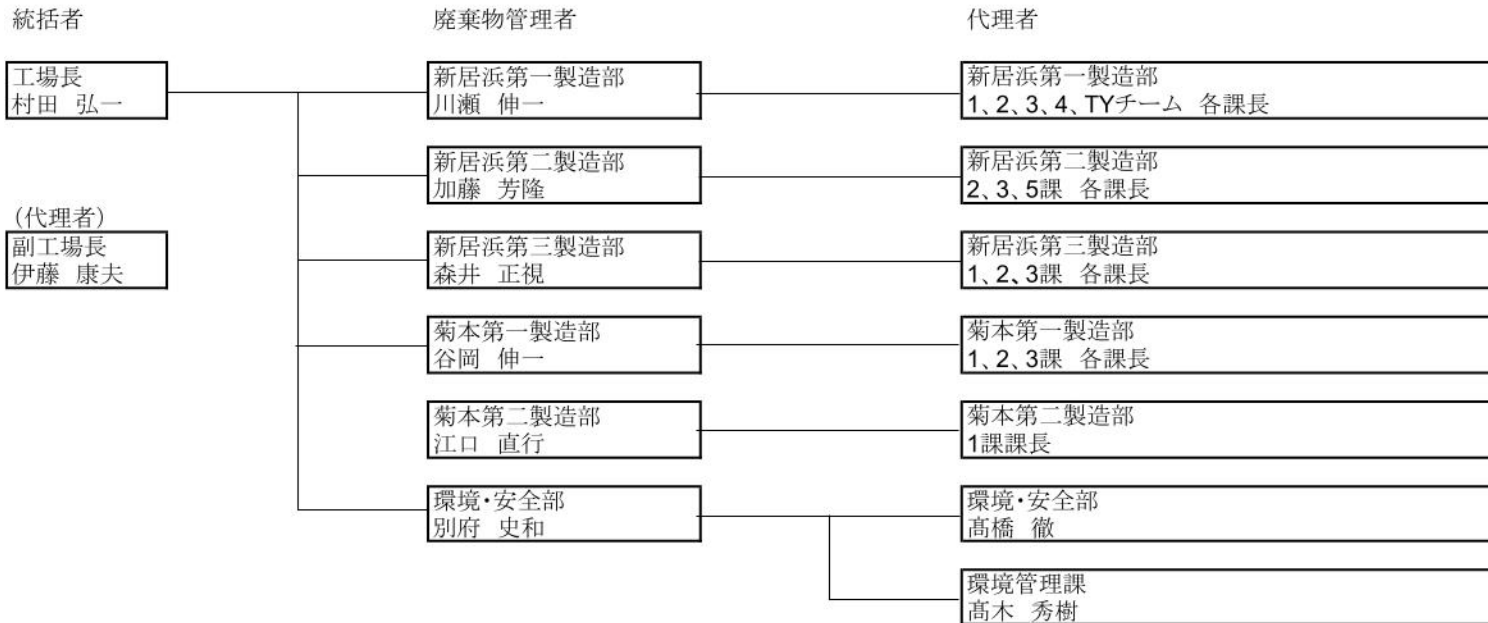 統括者
廃棄物管理者
代理者
工場長
村田 弘一
新居浜第一製造部
川瀬 伸一
新居浜第一製造部
1、2、3、4、TYチーム 各課長
新居浜第二製造部
加藤 芳隆
新居浜第二製造部
2、3、5課 各課長
(代理者)
副工場長
伊藤 康夫
新居浜第三製造部
森井 正視
新居浜第三製造部
1、2、3課 各課長
菊本第一製造部
谷岡 伸一
菊本第一製造部
1、2、3課 各課長
菊本第二製造部
江口 直行
菊本第二製造部
1課課長
環境・安全部
別府 史和
環境・安全部
髙橋 徹
環境管理課
髙木 秀樹